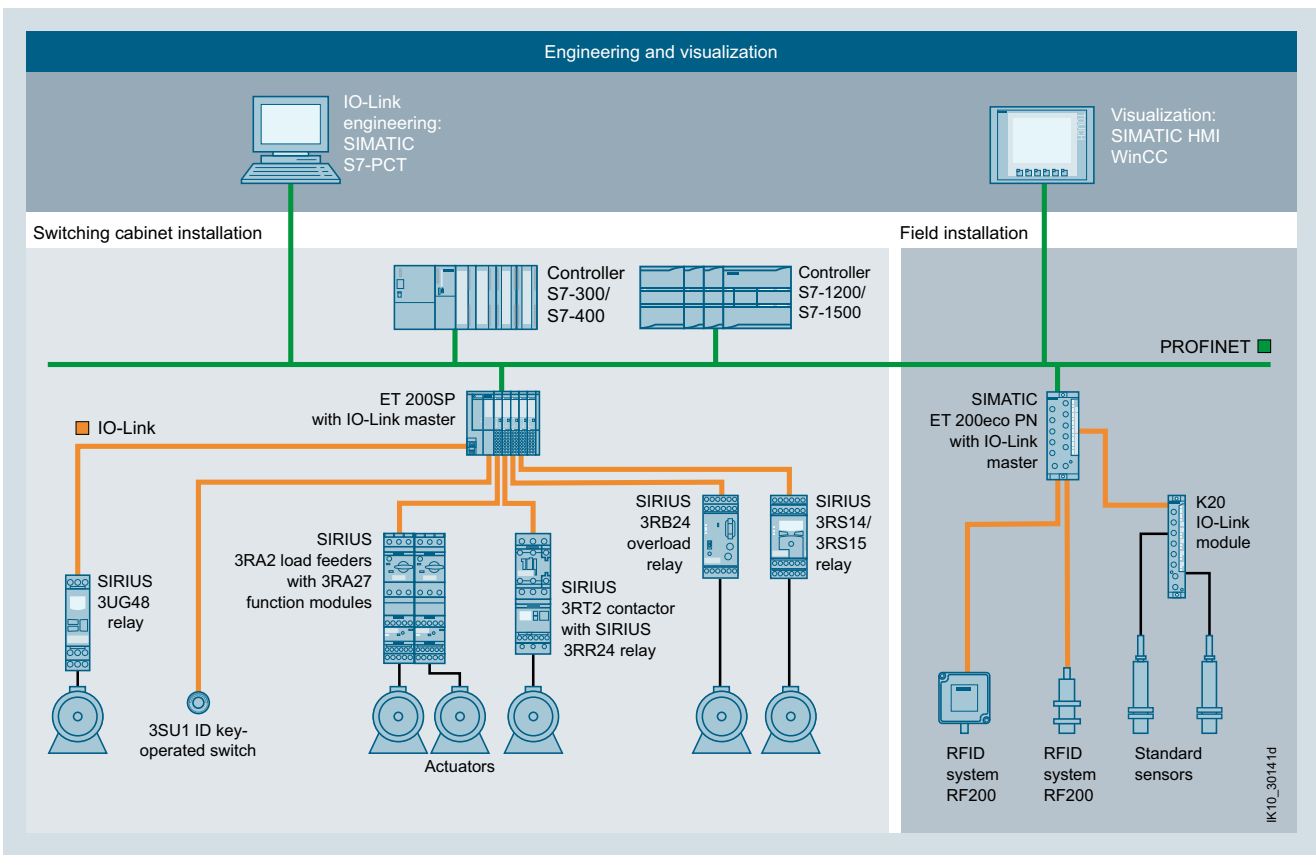 Engineering and visualization
IO-Link
engineering:
SIMATIC
S7-PCT
Visualization:
SIMATIC HMI
WinCC
Switching cabinet installation
Field installation
Controller
S7-300/
S7-400
Controller
S7-1200/
S7-1500
PROFINET
ET 200SP
with IO-Link master
IO-Link
SIMATIC
ET 200eco PN
with IO-Link
master
SIRIUS
3UG48
relay
3SU1 ID key-
operated switch
SIRIUS
3RA2 load feeders
with 3RA27
function modules
SIRIUS
3RT2 contactor
with SIRIUS
3RR24 relay
SIRIUS
3RB24
overload
relay
SIRIUS
3RS14/
3RS15
relay
K20
IO-Link
module
Actuators
RFID
system
RF200
RFID
system
RF200
Standard
sensors
IK10_30141d